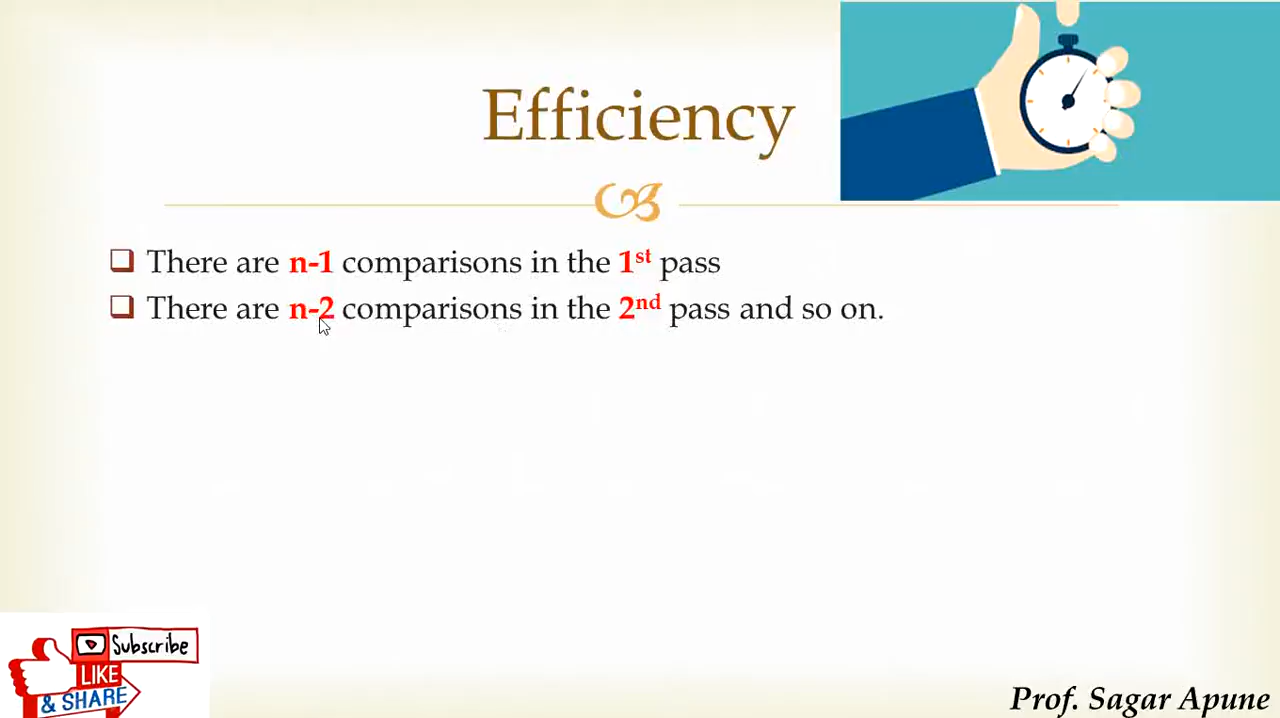 Efficiency
There are n-1 comparisons in the 1st pass
There are n-2 comparisons in the 2nd pass and so on.
Subscribe
LIKE
& SHARE
Prof. Sagar Apune